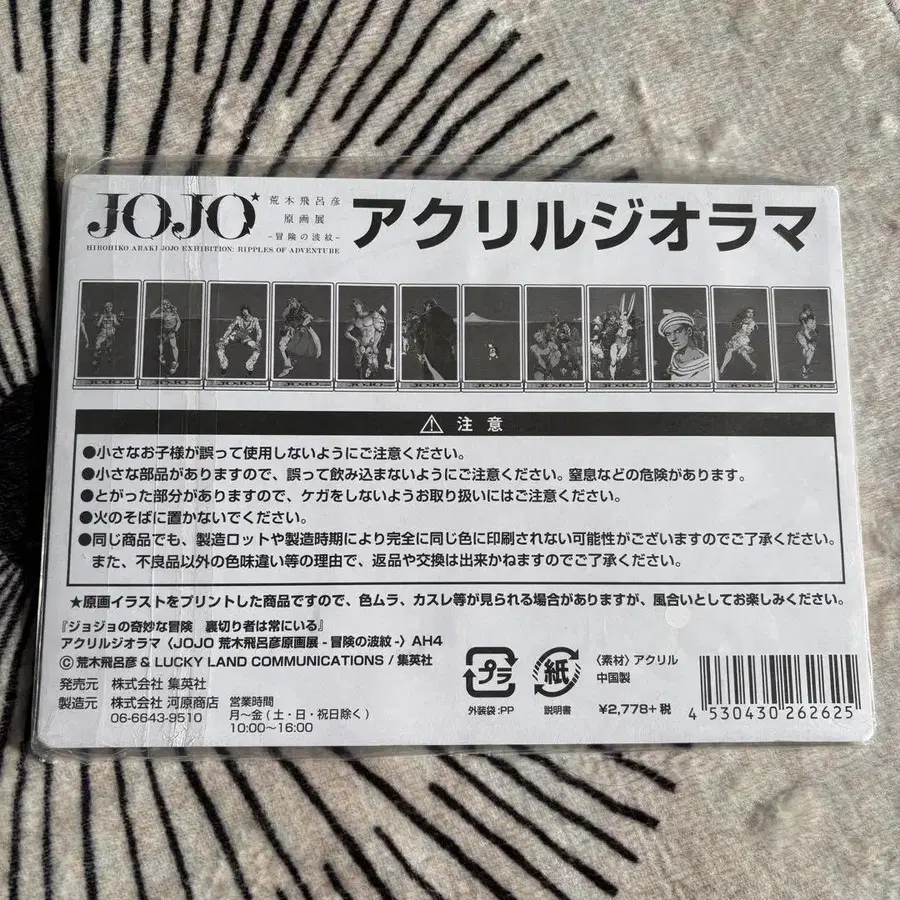 JOJO★
荒木飛呂彦
原画展
-冒険の波紋-
HIROHIKO ARAKI JOJO EXHIBITION: RIPPLES OF ADVENTURE
アクリルジオラマ
JOJO JOJO JOJO JOJO JOJO JOJO JOJO JOJO JOJO JOJO JOJO JOJO
⚠ 注意
●小さなお子様が誤って使用しないようにご注意ください。
●小さな部品がありますので、誤って飲み込まないようにご注意ください。窒息などの危険があります。
●とがった部分がありますので、ケガをしないようお取り扱いにはご注意ください。
●火のそばに置かないでください。
●同じ商品でも、製造ロットや製造時期により完全に同じ色に印刷されない可能性がございますのでご了承ください。
また、不良品以外の色味違い等の理由で、返品や交換は出来かねますのでご了承ください。
★原画イラストをプリントした商品ですので、色ムラ、カスレ等が見られる場合がありますが、風合いとしてお楽しみください。
『ジョジョの奇妙な冒険 裏切り者は常にいる』
アクリルジオラマ〈JOJO 荒木飛呂彦原画展 - 冒険の波紋 -〉AH4
© 荒木飛呂彦 & LUCKY LAND COMMUNICATIONS / 集英社
発売元 株式会社 集英社
製造元 株式会社 河原商店
06-6643-9510
営業時間
月〜金 ( 土・日・祝日除く )
10:00〜16:00
プラ
外装袋:PP
紙
説明書
〈素材〉アクリル
中国製
¥2,778+ 税
4 530430 262625